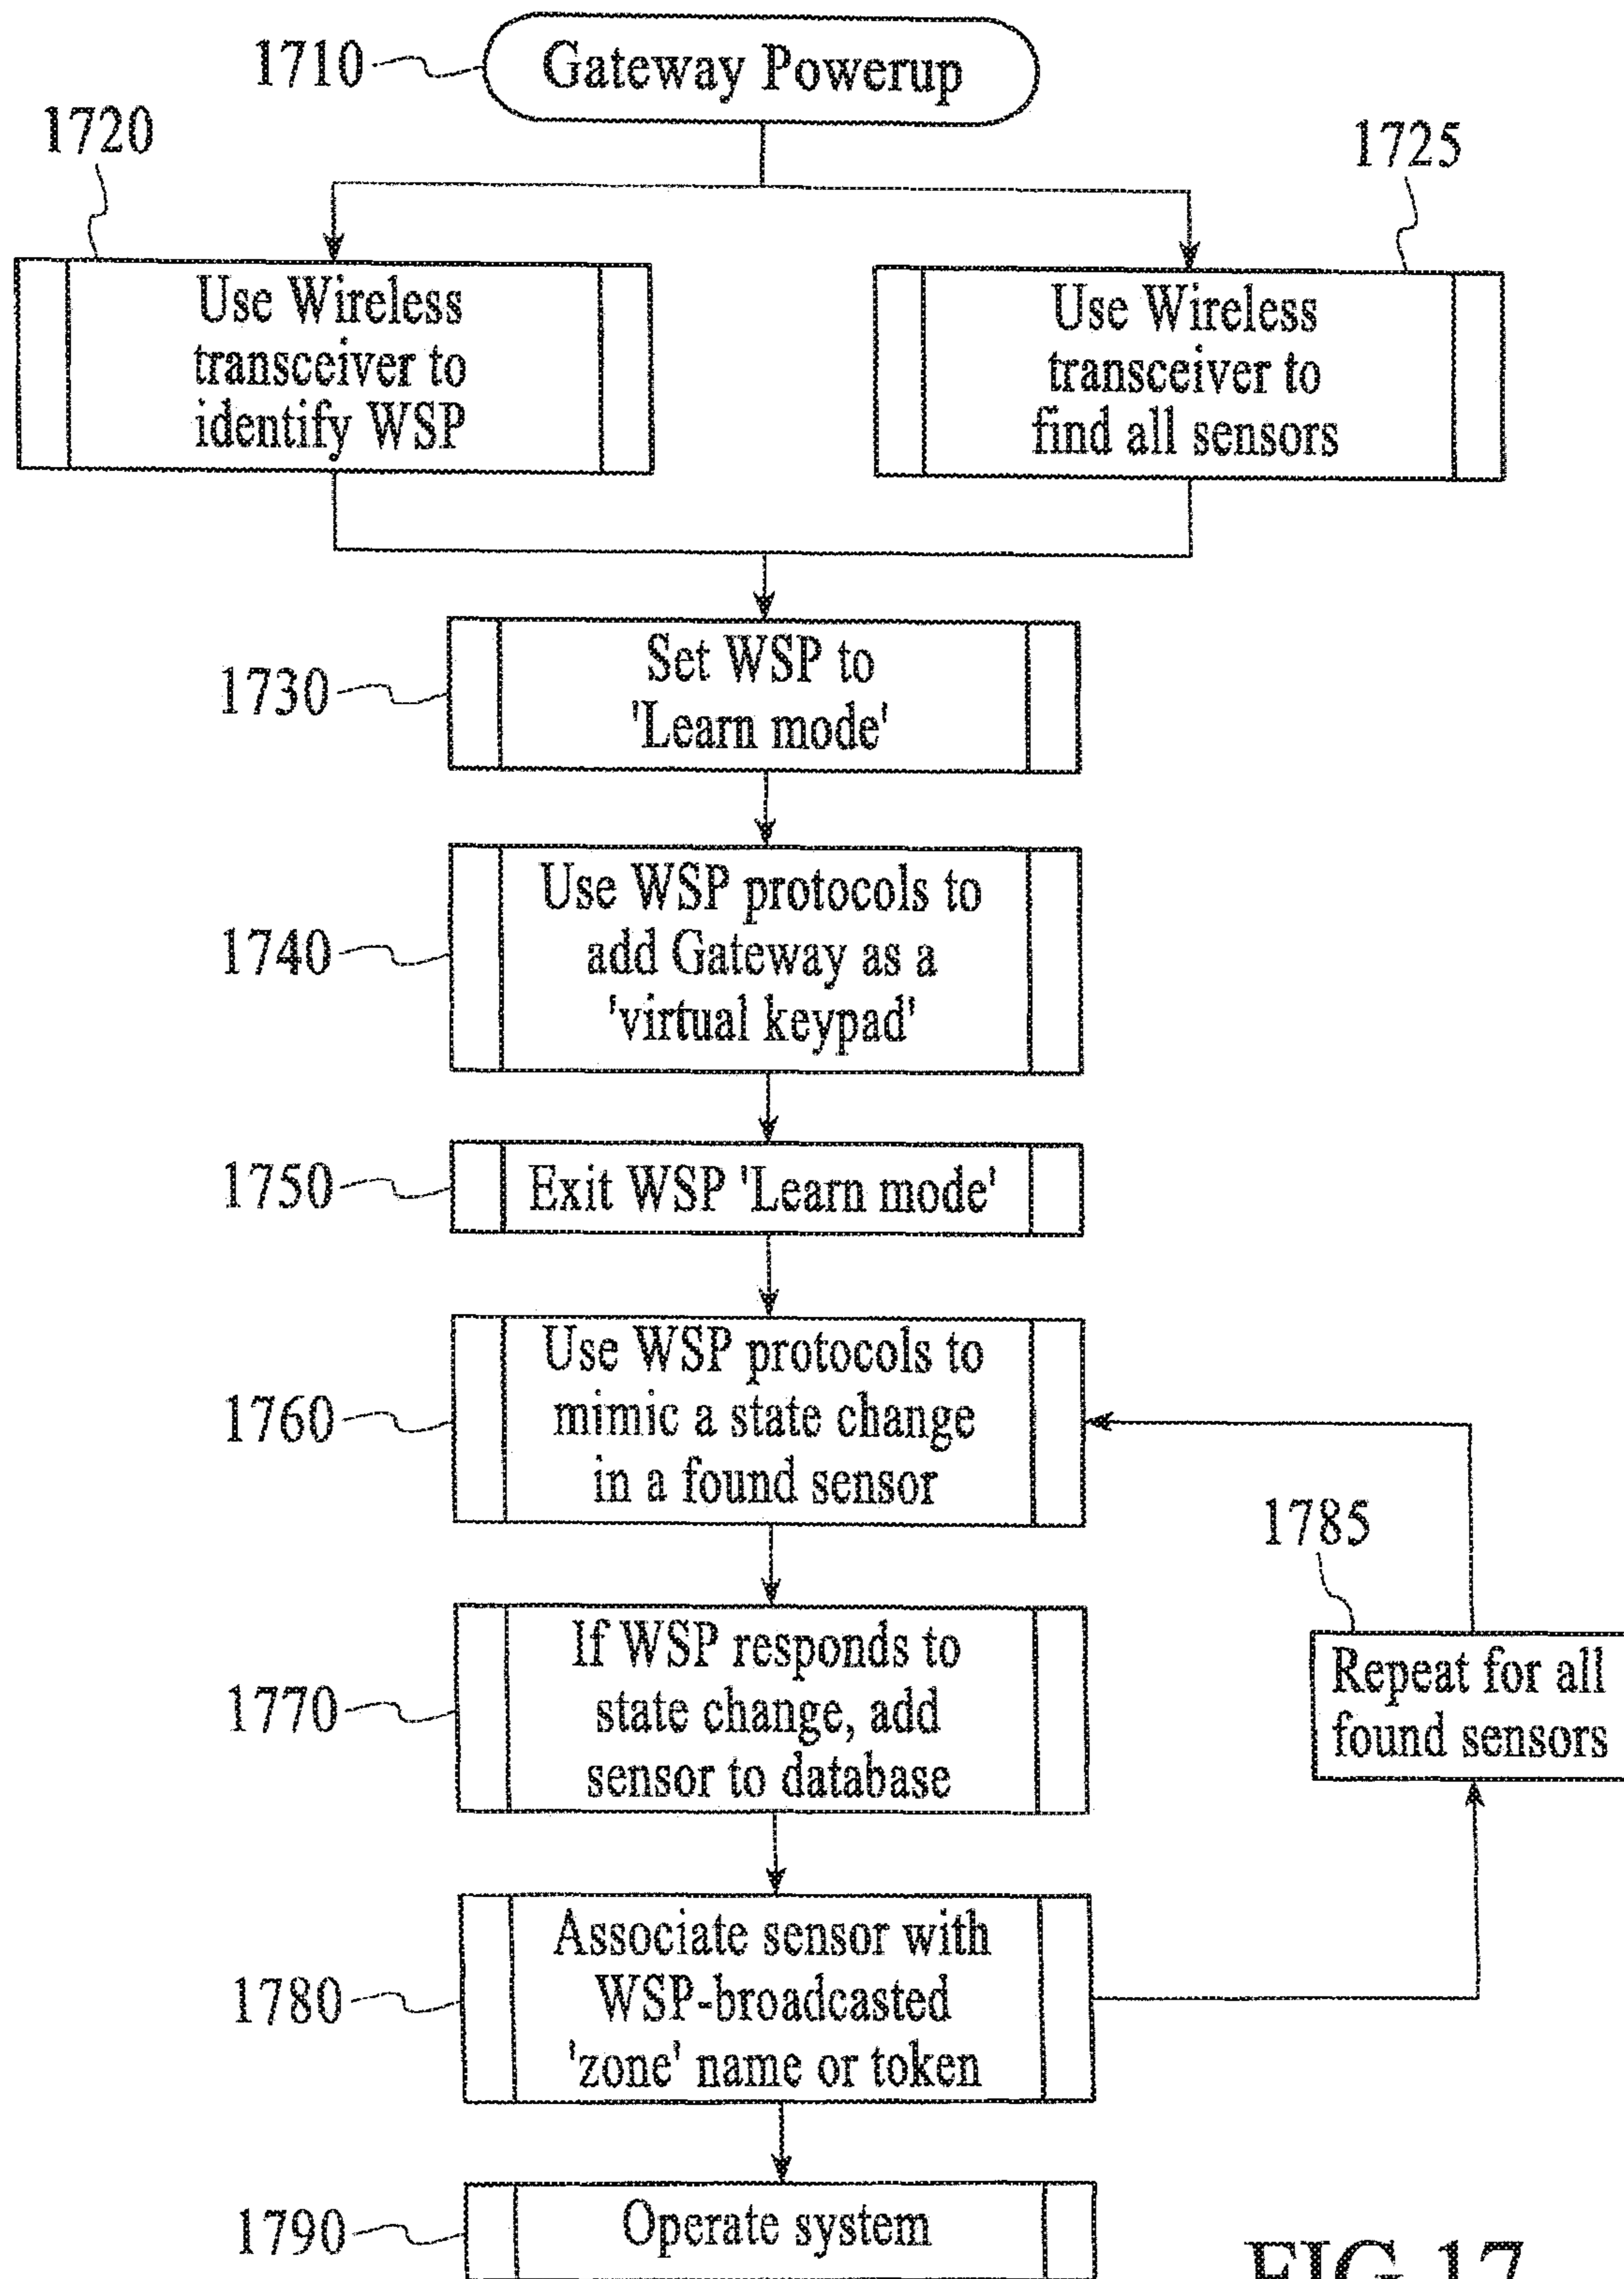 1710
Gateway Powerup
1720
1725
Use Wireless
transceiver to
identify WSP
Use Wireless
transceiver to
find all sensors
1730
Set WSP to
'Learn mode'
1740
Use WSP protocols to
add Gateway as a
'virtual keypad'
1750
Exit WSP 'Learn mode'
1760
Use WSP protocols to
mimic a state change
in a found sensor
1770
If WSP responds to
state change, add
sensor to database
1785
Repeat for all
found sensors
1780
Associate sensor with
WSP-broadcasted
'zone' name or token
1790
Operate system
FIG.17